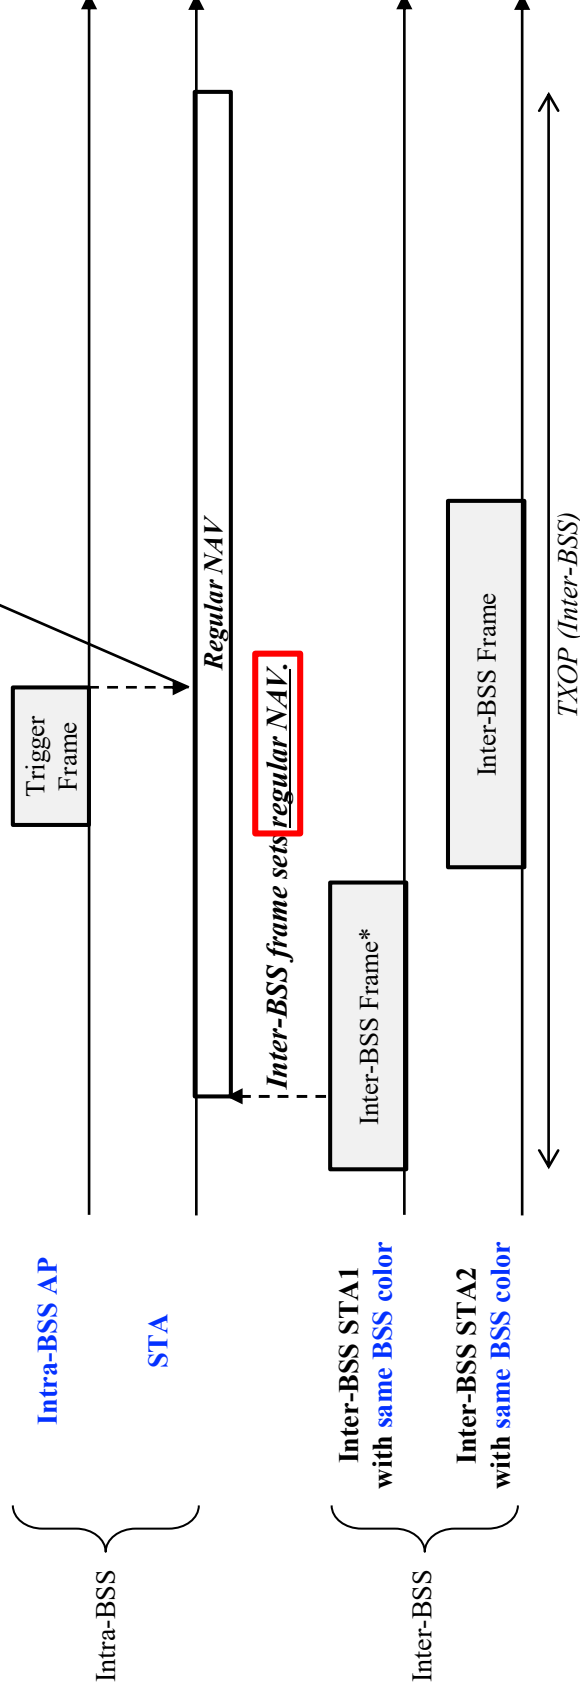 Intra-BSS
Intra-BSS AP
Trigger
Frame
STA
Regular NAV
Inter-BSS frame sets regular NAV.
Inter-BSS
Inter-BSS STA1
with same BSS color
Inter-BSS Frame*
Inter-BSS STA2
with same BSS color
Inter-BSS Frame
TXOP (Inter-BSS)